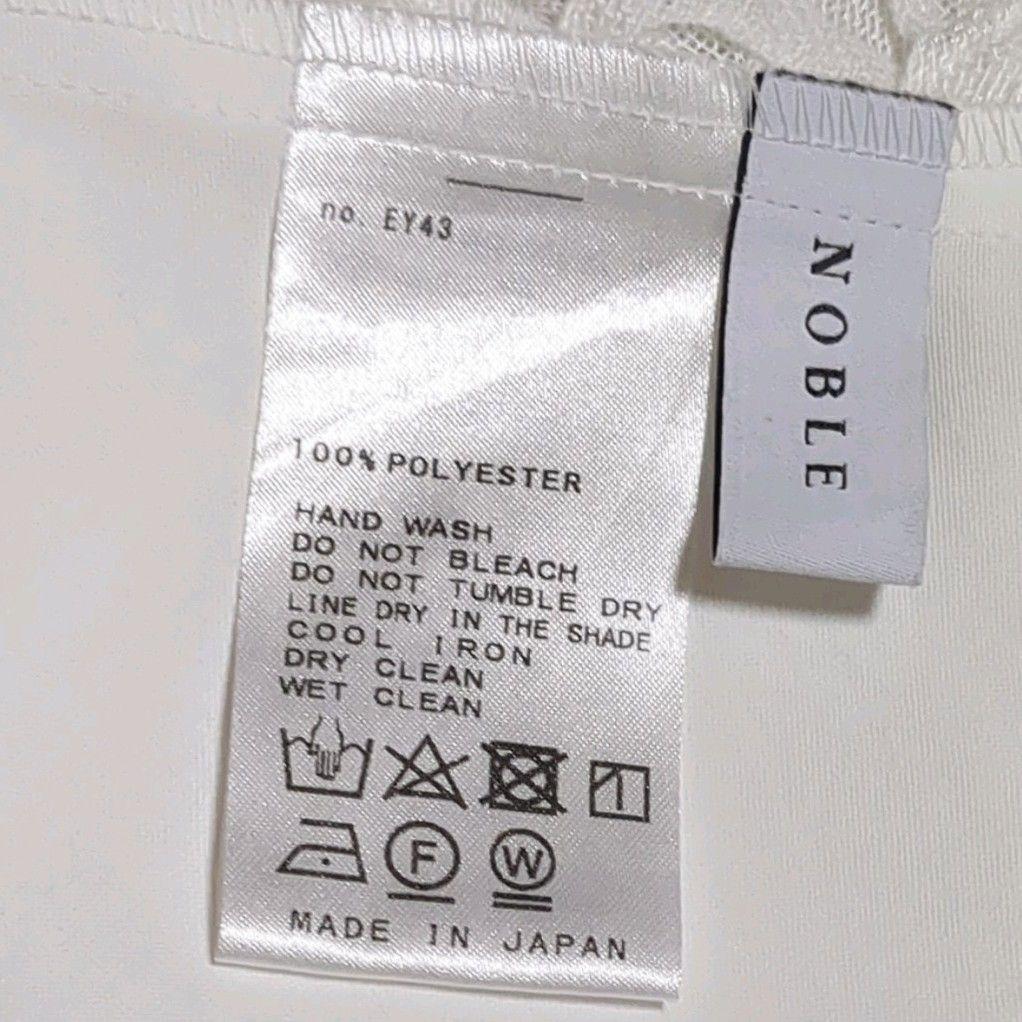 no. EY43
100% POLYESTER
HAND WASH
DO NOT BLEACH
DO NOT TUMBLE DRY
LINE DRY IN THE SHADE
COOL IRON
DRY CLEAN
WET CLEAN
F
W
MADE IN JAPAN
NOBLE